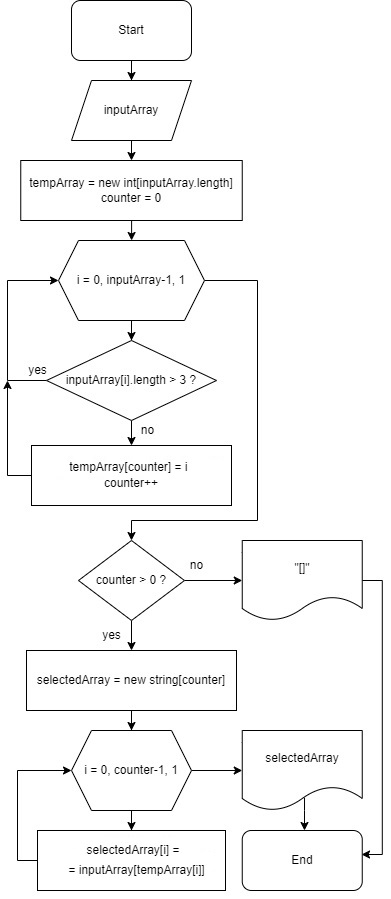 Start
inputArray
tempArray = new int[inputArray.length]
counter = 0
i = 0, inputArray-1, 1
yes
inputArray[i].length > 3 ?
no
tempArray[counter] = i
counter++
counter > 0 ?
no
"[]"
yes
selectedArray = new string[counter]
i = 0, counter-1, 1
selectedArray
selectedArray[i] =
= inputArray[tempArray[i]]
End